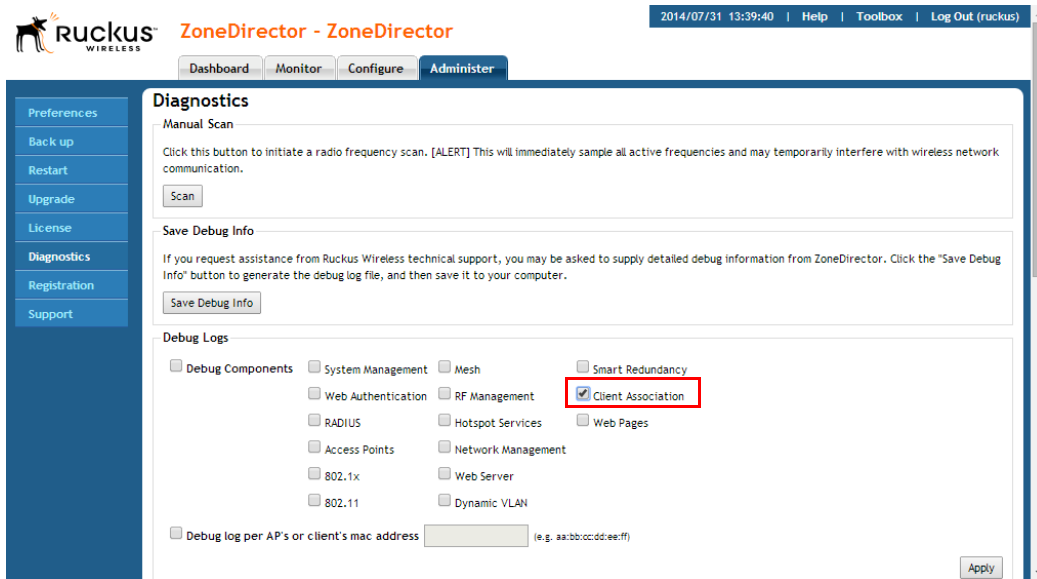 2014/07/31 13:39:40 | Help | Toolbox | Log Out (ruckus)
RUCKUS WIRELESS
ZoneDirector - ZoneDirector
Dashboard Monitor Configure Administer
Preferences
Back up
Restart
Upgrade
License
Diagnostics
Registration
Support
Diagnostics
Manual Scan
Click this button to initiate a radio frequency scan. [ALERT] This will immediately sample all active frequencies and may temporarily interfere with wireless network
communication.
Scan
Save Debug Info
If you request assistance from Ruckus Wireless technical support, you may be asked to supply detailed debug information from ZoneDirector. Click the "Save Debug
Info" button to generate the debug log file, and then save it to your computer.
Save Debug Info
Debug Logs
Debug Components System Management Mesh Smart Redundancy
Web Authentication RF Management Client Association
RADIUS Hotspot Services Web Pages
Access Points Network Management
802.1x Web Server
802.11 Dynamic VLAN
Debug log per AP's or client's mac address (e.g. aa:bb:cc:dd:ee:ff)
Apply